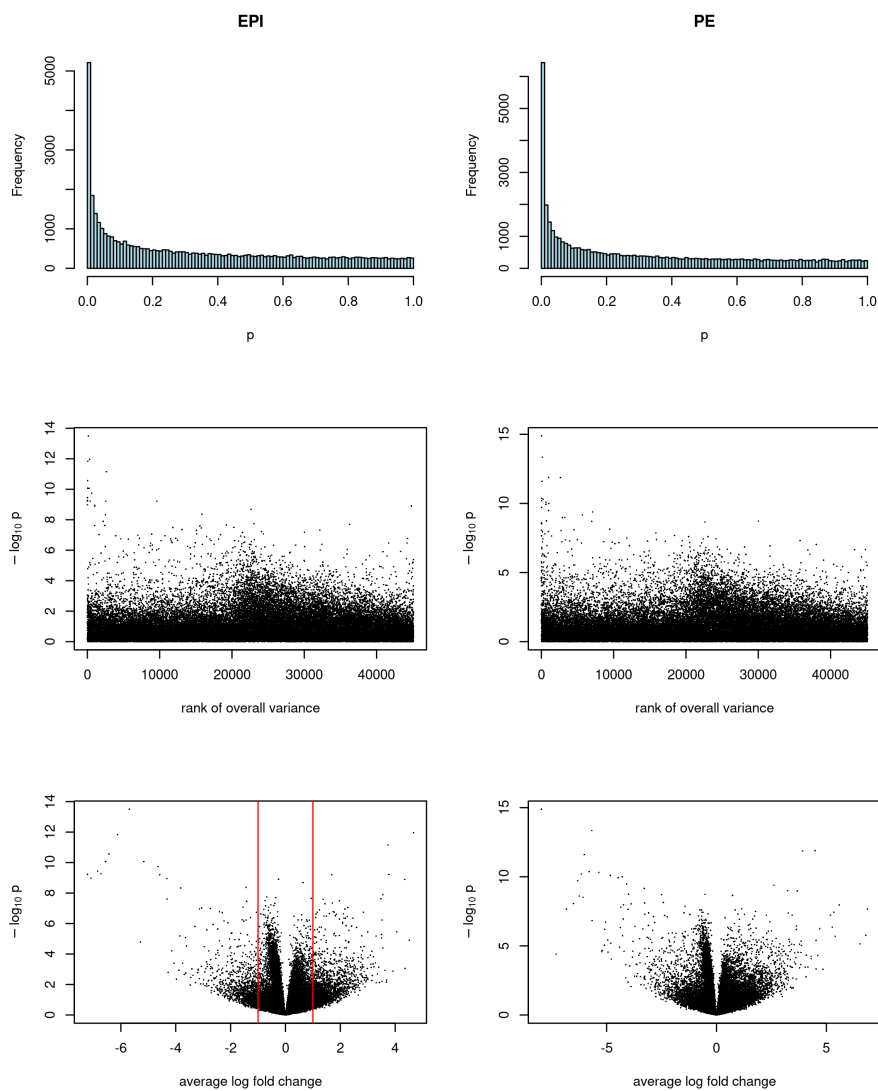 EPI
PE
Frequency
0
1000
3000
5000
0.0 0.2 0.4 0.6 0.8 1.0
p
Frequency
0
1000
3000
5000
0.0 0.2 0.4 0.6 0.8 1.0
p
− log10 p
0
2
4
6
8
10
12
14
0 10000 20000 30000 40000
rank of overall variance
− log10 p
0
5
10
15
0 10000 20000 30000 40000
rank of overall variance
− log10 p
0
2
4
6
8
10
12
14
-6 -4 -2 0 2 4
average log fold change
− log10 p
0
5
10
15
-5 0 5
average log fold change